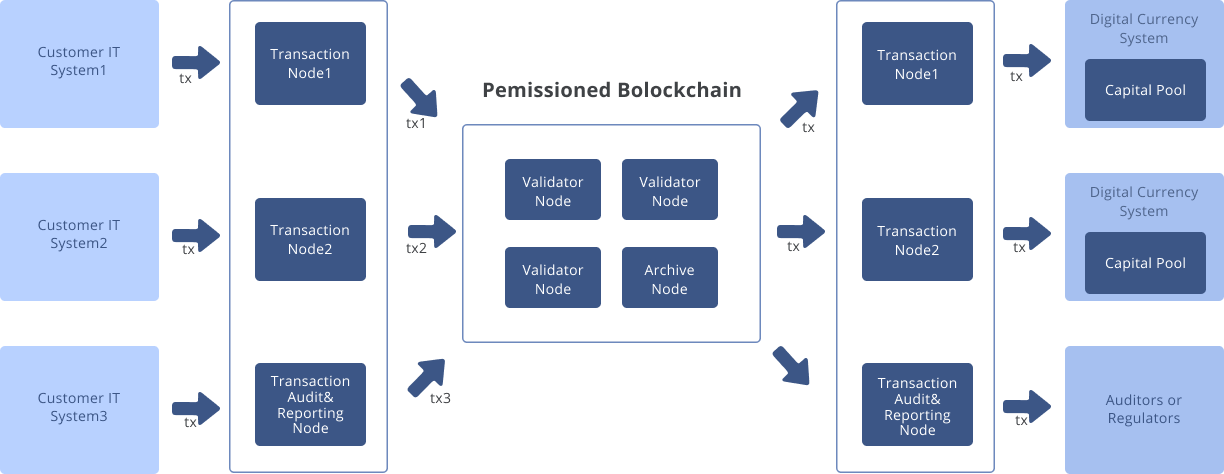 Customer IT
System1
tx
Transaction
Node1
tx1
Customer IT
System2
tx
Transaction
Node2
tx2
Customer IT
System3
tx
Transaction
Audit&
Reporting
Node
tx3
Pemissioned Bolockchain
Validator
Node
Validator
Node
Validator
Node
Archive
Node
tx
Transaction
Node1
tx
Digital Currency
System
Capital Pool
tx
Transaction
Node2
tx
Digital Currency
System
Capital Pool
Transaction
Audit&
Reporting
Node
tx
Auditors or
Regulators